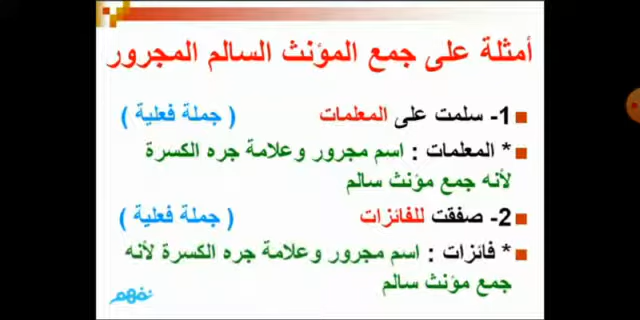 أمثلة على جمع المؤنث السالم المجرور
1- سلمت على المعلمات ( جملة فعلية )
* المعلمات : اسم مجرور وعلامة جره الكسرة
لأنه جمع مؤنث سالم
2- صفقت للفائزات ( جملة فعلية )
* فائزات : اسم مجرور وعلامة جره الكسرة لأنه
جمع مؤنث سالم
نفهم